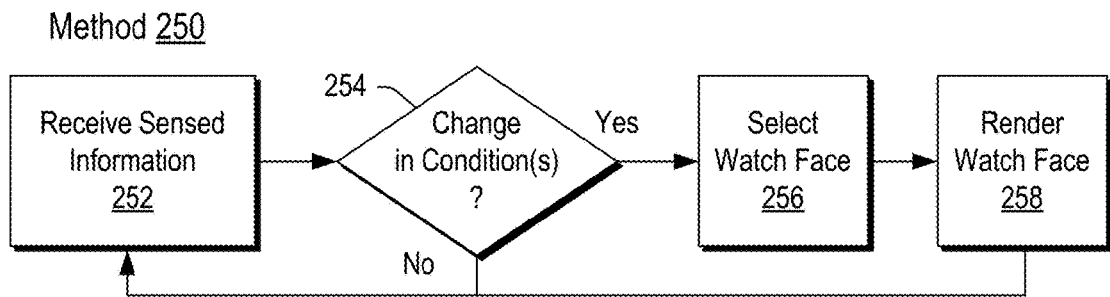 Method 250
Receive Sensed
Information
252
254
Change
in Condition(s)
?
Yes
No
Select
Watch Face
256
Render
Watch Face
258